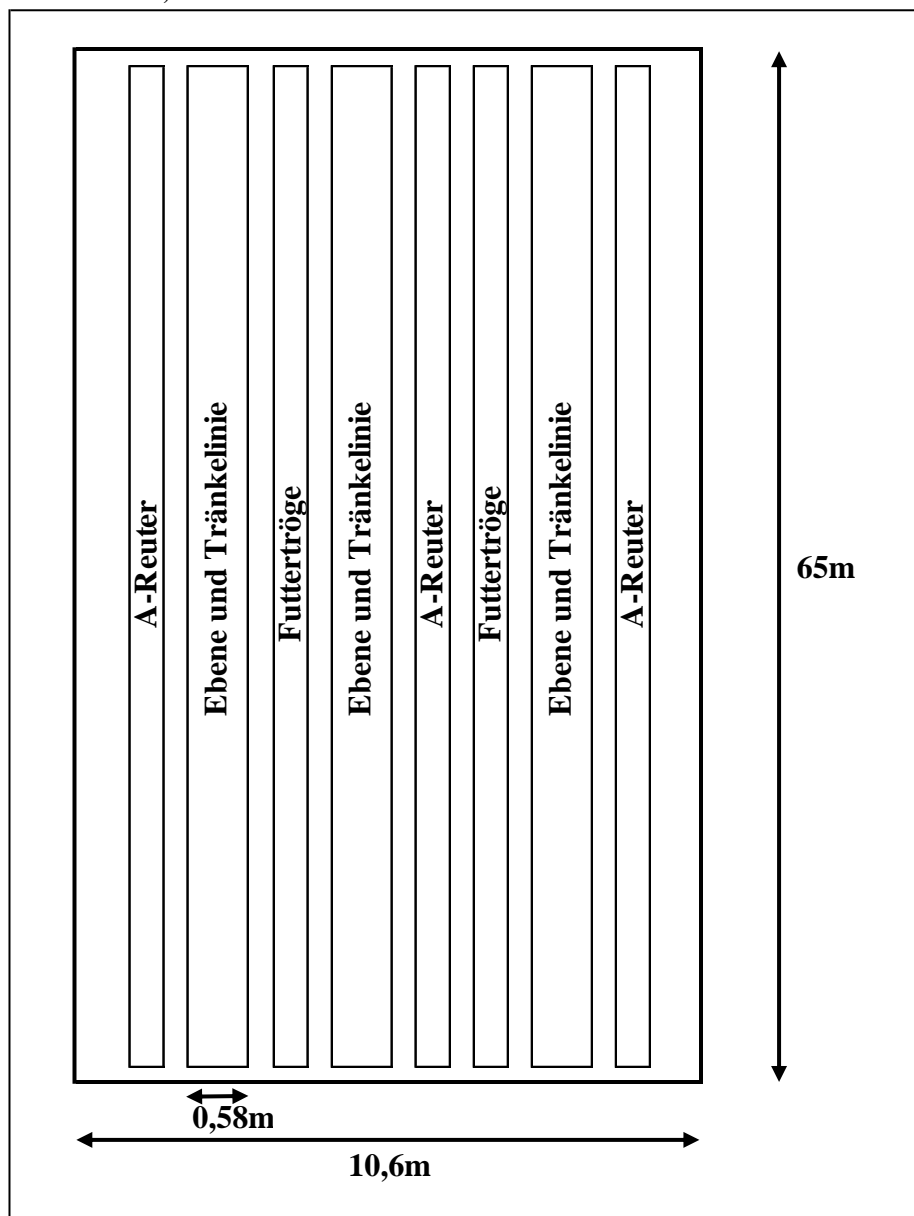 A-Reuter
Ebene und Tränkelinie
Futtertröge
Ebene und Tränkelinie
A-Reuter
Futtertröge
Ebene und Tränkelinie
A-Reuter
65m
0,58m
10,6m